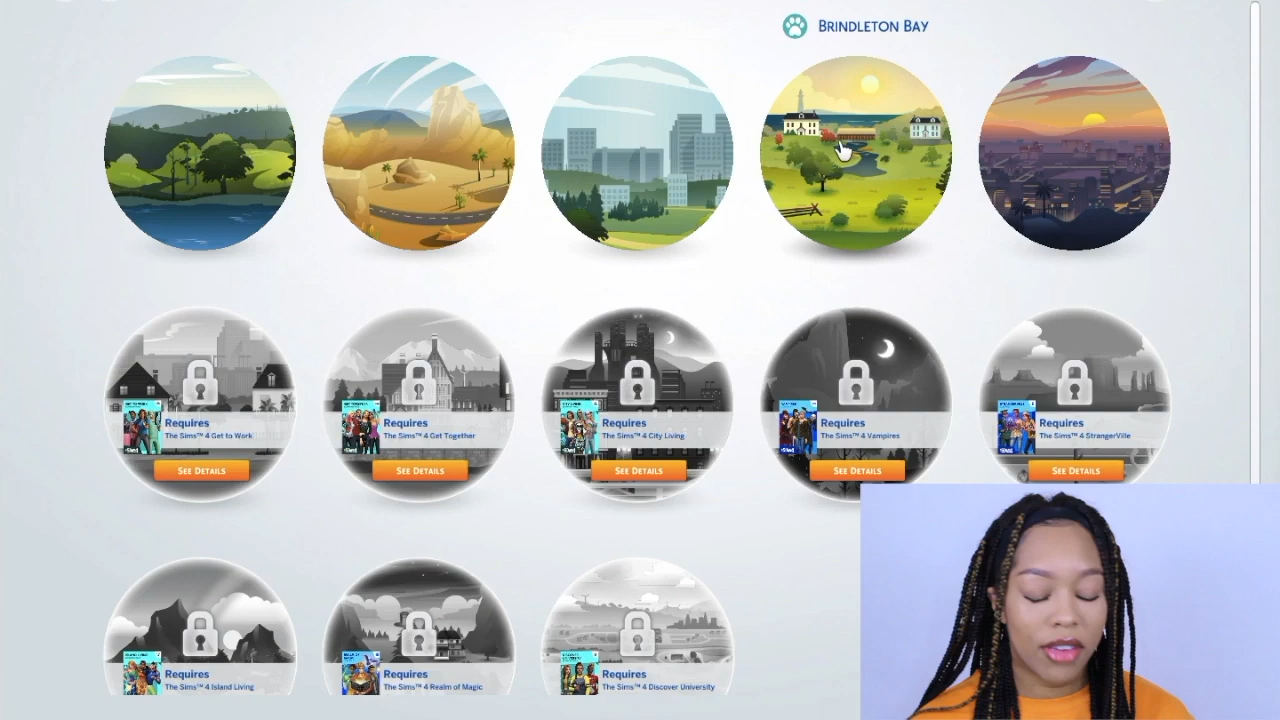 BRINDLETON BAY
Requires
The Sims™ 4 Get to Work
SEE DETAILS
Requires
The Sims™ 4 Get Together
SEE DETAILS
Requires
The Sims™ 4 City Living
SEE DETAILS
Requires
The Sims™ 4 Vampires
SEE DETAILS
Requires
The Sims™ 4 StrangerVille
SEE DETAILS
Requires
The Sims™ 4 Island Living
Requires
The Sims™ 4 Realm of Magic
Requires
The Sims™ 4 Discover University